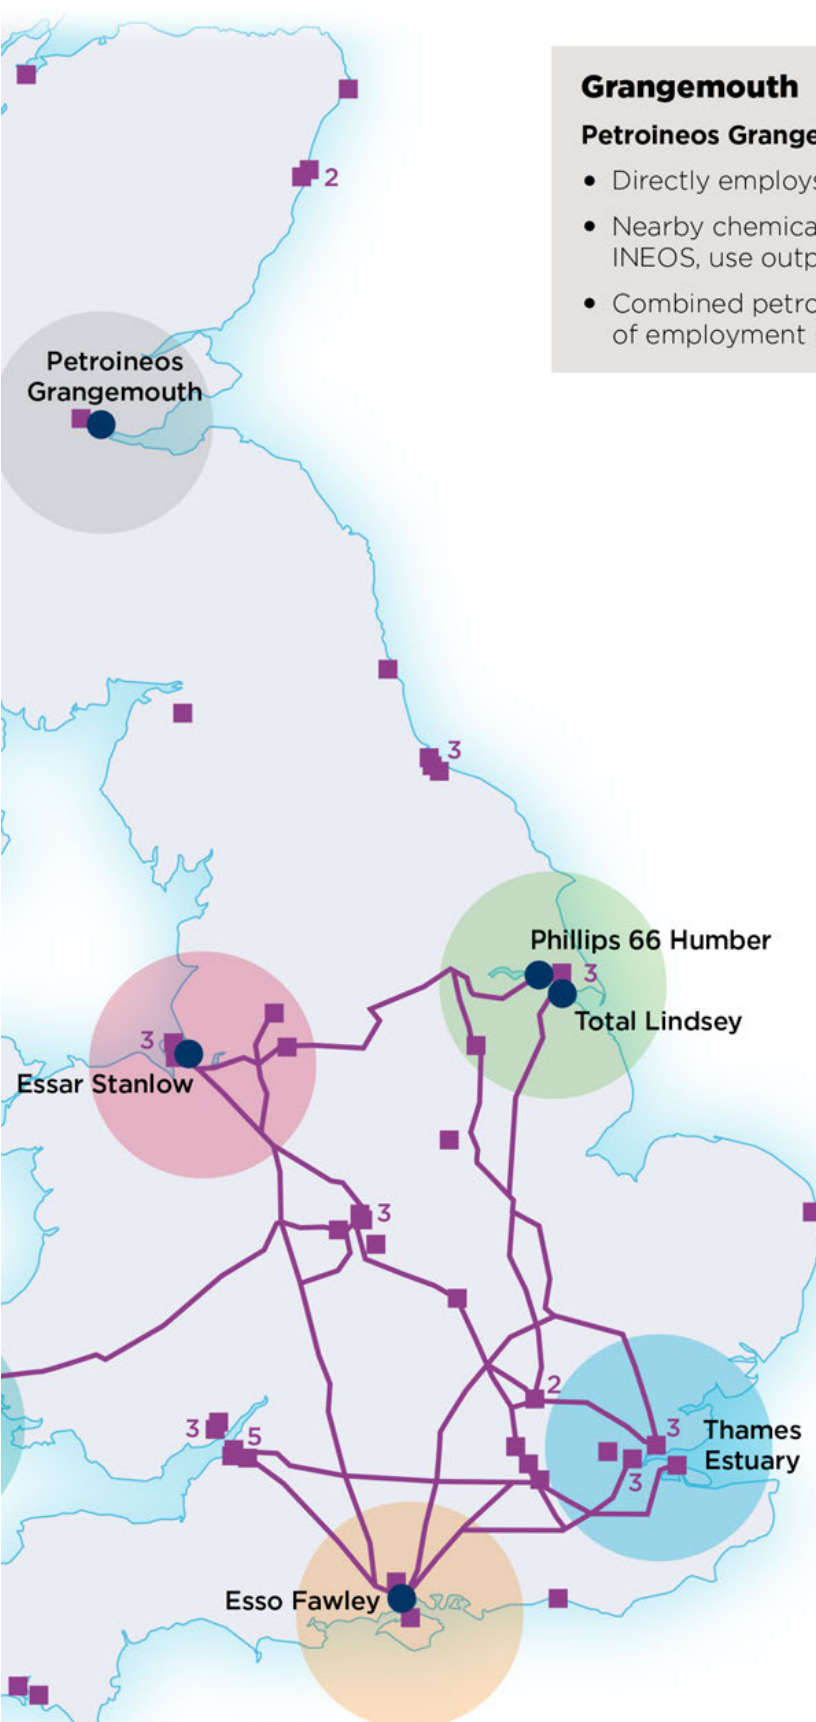 Grangemouth
Petroineos Grange
• Directly employs
• Nearby chemica
INEOS, use outp
• Combined petro
of employment
2
Petroineos
Grangemouth
3
Phillips 66 Humber
3
Total Lindsey
3
Essar Stanlow
3
2
3
5
3
Thames
Estuary
3
Esso Fawley